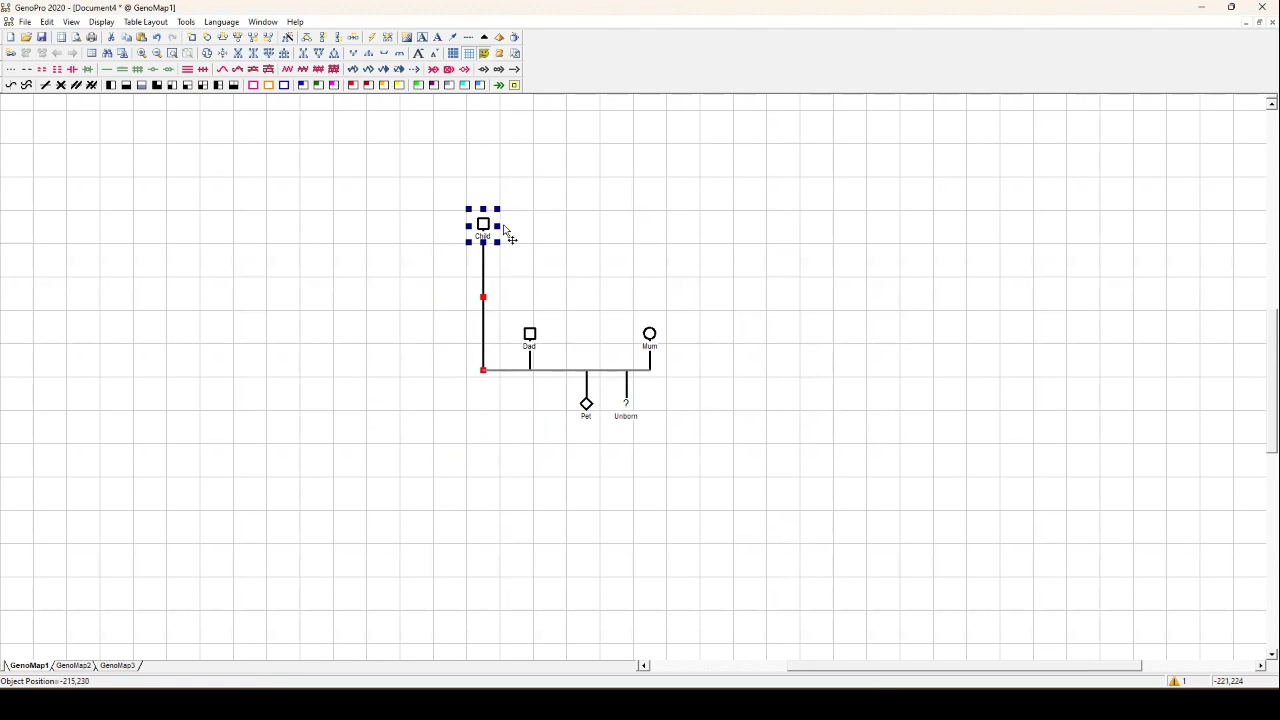 GenoPro 2020 - [Document4 * @ GenoMap1]
File Edit View Display Table Layout Tools Language Window Help
Child
Dad Mum
?
Pet Unborn
GenoMap1 GenoMap2 GenoMap3
Object Position=-215,230 1 -221,224